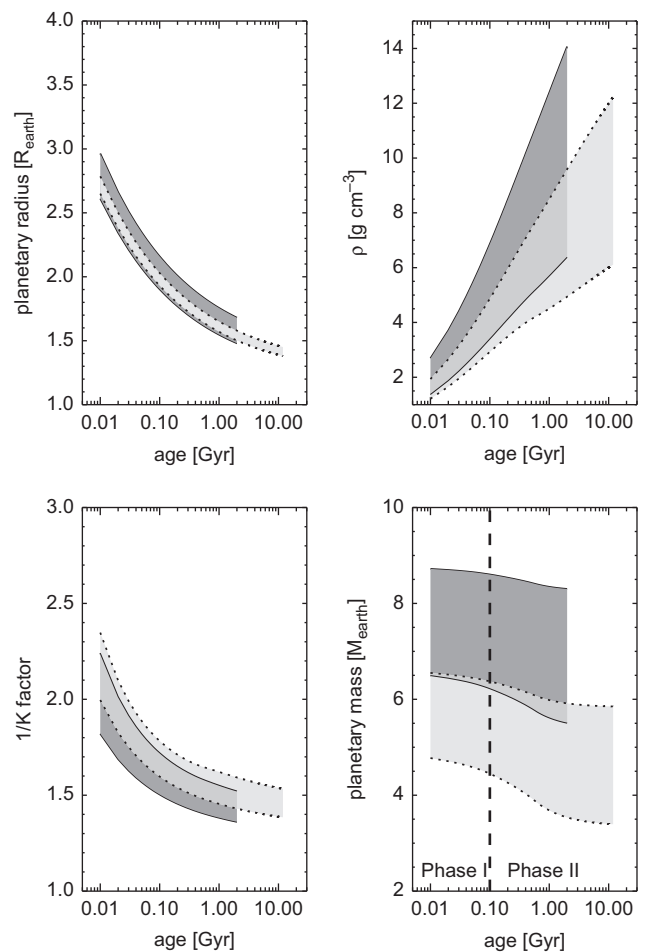 4.0
3.5
3.0
2.5
2.0
1.5
1.0
planetary radius [R_earth]
0.01 0.10 1.00 10.00
age [Gyr]
14
12
10
8
6
4
2
ρ [g cm⁻³]
0.01 0.10 1.00 10.00
age [Gyr]
3.0
2.5
2.0
1.5
1.0
1/K factor
0.01 0.10 1.00 10.00
age [Gyr]
10
8
6
4
2
planetary mass [M_earth]
Phase I Phase II
0.01 0.10 1.00 10.00
age [Gyr]